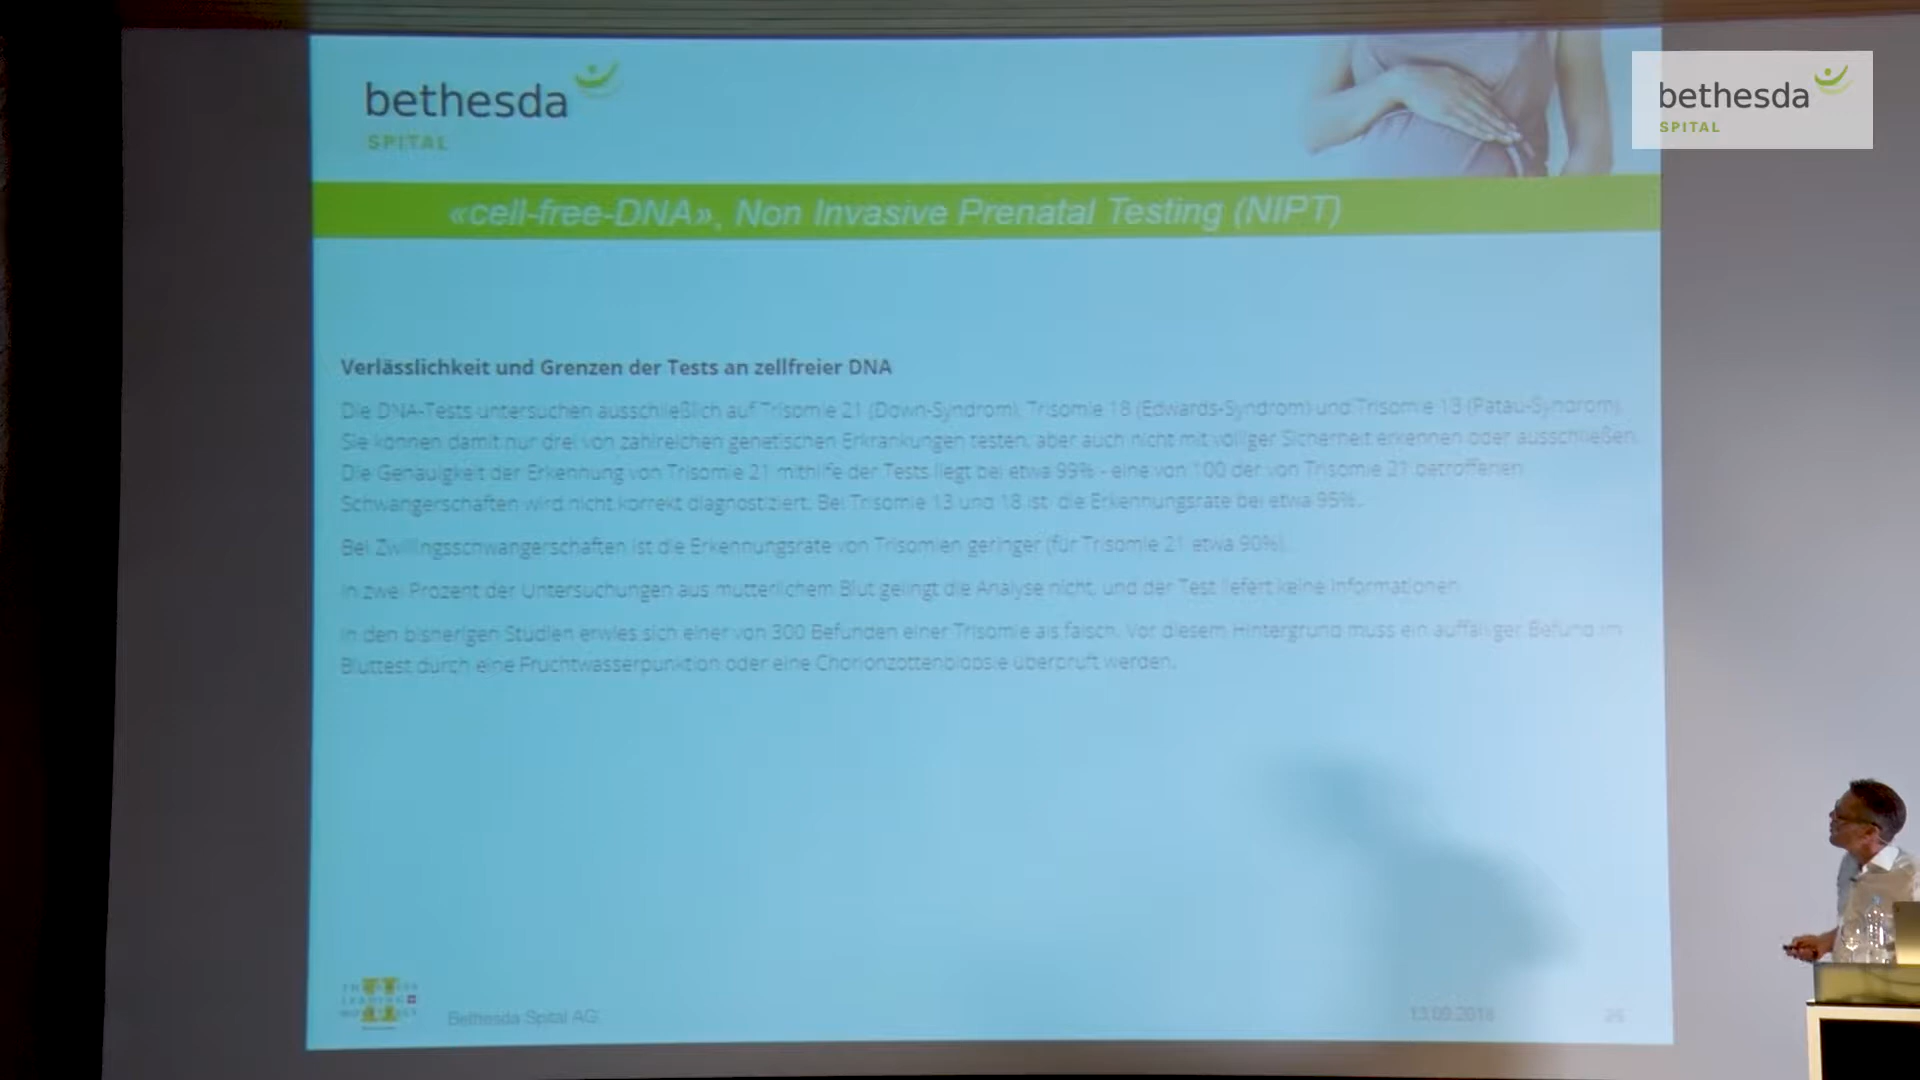 bethesda
SPITAL
bethesda
SPITAL
«cell-free-DNA», Non Invasive Prenatal Testing (NIPT)
Verlässlichkeit und Grenzen der Tests an zellfreier DNA
Die DNA-Tests untersuchen ausschließlich auf Trisomie 21 (Down-Syndrom), Trisomie 18 (Edwards-Syndrom) und Trisomie 13 (Patau-Syndrom).
Sie können damit nur drei von zahlreichen genetischen Erkrankungen testen, aber auch nicht mit völliger Sicherheit erkennen oder ausschließen.
Die Genauigkeit der Erkennung von Trisomie 21 mithilfe der Tests liegt bei etwa 99% - eine von 100 der von Trisomie 21 betroffenen
Schwangerschaften wird nicht korrekt diagnostiziert. Bei Trisomie 13 und 18 ist die Erkennungsrate bei etwa 95%.
Bei Zwillingsschwangerschaften ist die Erkennungsrate von Trisomien geringer (für Trisomie 21 etwa 90%).
In zwei Prozent der Untersuchungen aus mütterlichem Blut gelingt die Analyse nicht, und der Test liefert keine Informationen.
In den bisherigen Studien erwies sich einer von 300 Befunden einer Trisomie als falsch. Vor diesem Hintergrund muss ein auffälliger Befund im
Bluttest durch eine Fruchtwasserpunktion oder eine Chorionzottenbiopsie überprüft werden.
Bethesda Spital AG
13.09.2018